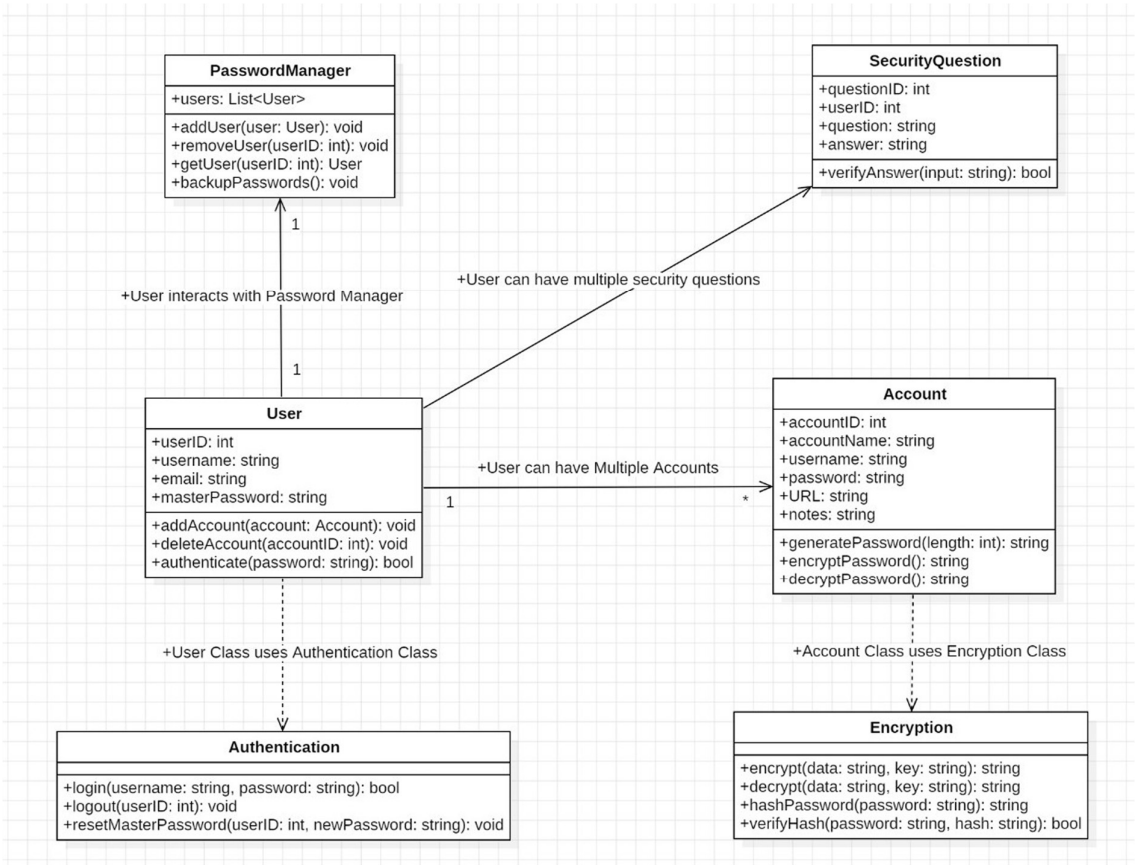 PasswordManager
+users: List<User>
+addUser(user: User): void
+removeUser(userID: int): void
+getUser(userID: int): User
+backupPasswords(): void
SecurityQuestion
+questionID: int
+userID: int
+question: string
+answer: string
+verifyAnswer(input: string): bool
1
+User interacts with Password Manager
1
+User can have multiple security questions
User
+userID: int
+username: string
+email: string
+masterPassword: string
+addAccount(account: Account): void
+deleteAccount(accountID: int): void
+authenticate(password: string): bool
+User can have Multiple Accounts
1
*
Account
+accountID: int
+accountName: string
+username: string
+password: string
+URL: string
+notes: string
+generatePassword(length: int): string
+encryptPassword(): string
+decryptPassword(): string
+User Class uses Authentication Class
+Account Class uses Encryption Class
Authentication
+login(username: string, password: string): bool
+logout(userID: int): void
+resetMasterPassword(userID: int, newPassword: string): void
Encryption
+encrypt(data: string, key: string): string
+decrypt(data: string, key: string): string
+hashPassword(password: string): string
+verifyHash(password: string, hash: string): bool